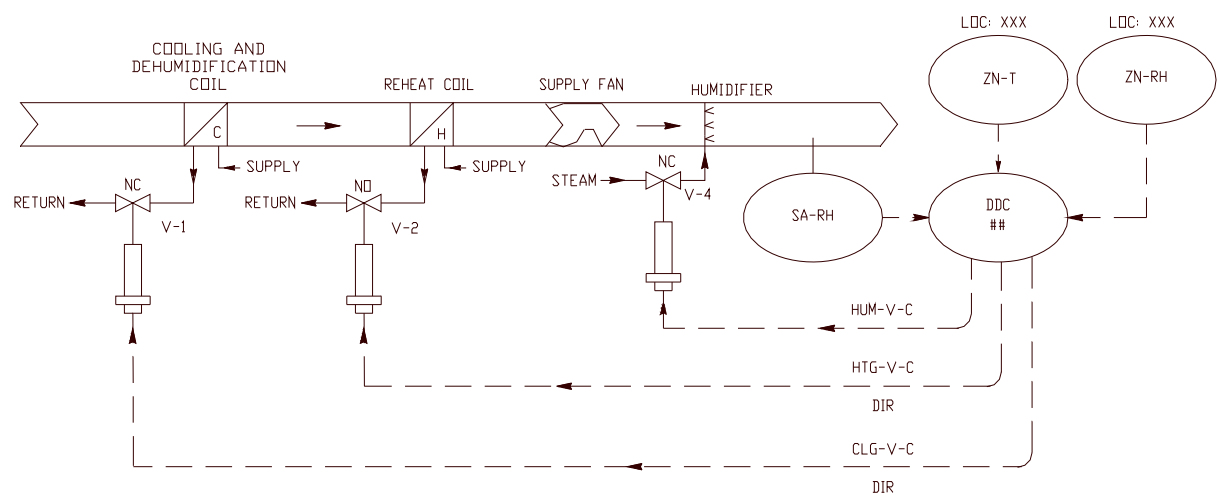 LOC: XXX
LOC: XXX
COOLING AND
DEHUMIDIFICATION
COIL
REHEAT COIL
SUPPLY FAN
HUMIDIFIER
ZN-T
ZN-RH
C
H
SUPPLY
SUPPLY
NC
STEAM
V-4
NC
RETURN
V-1
NO
RETURN
V-2
SA-RH
DDC
##
HUM-V-C
HTG-V-C
DIR
CLG-V-C
DIR